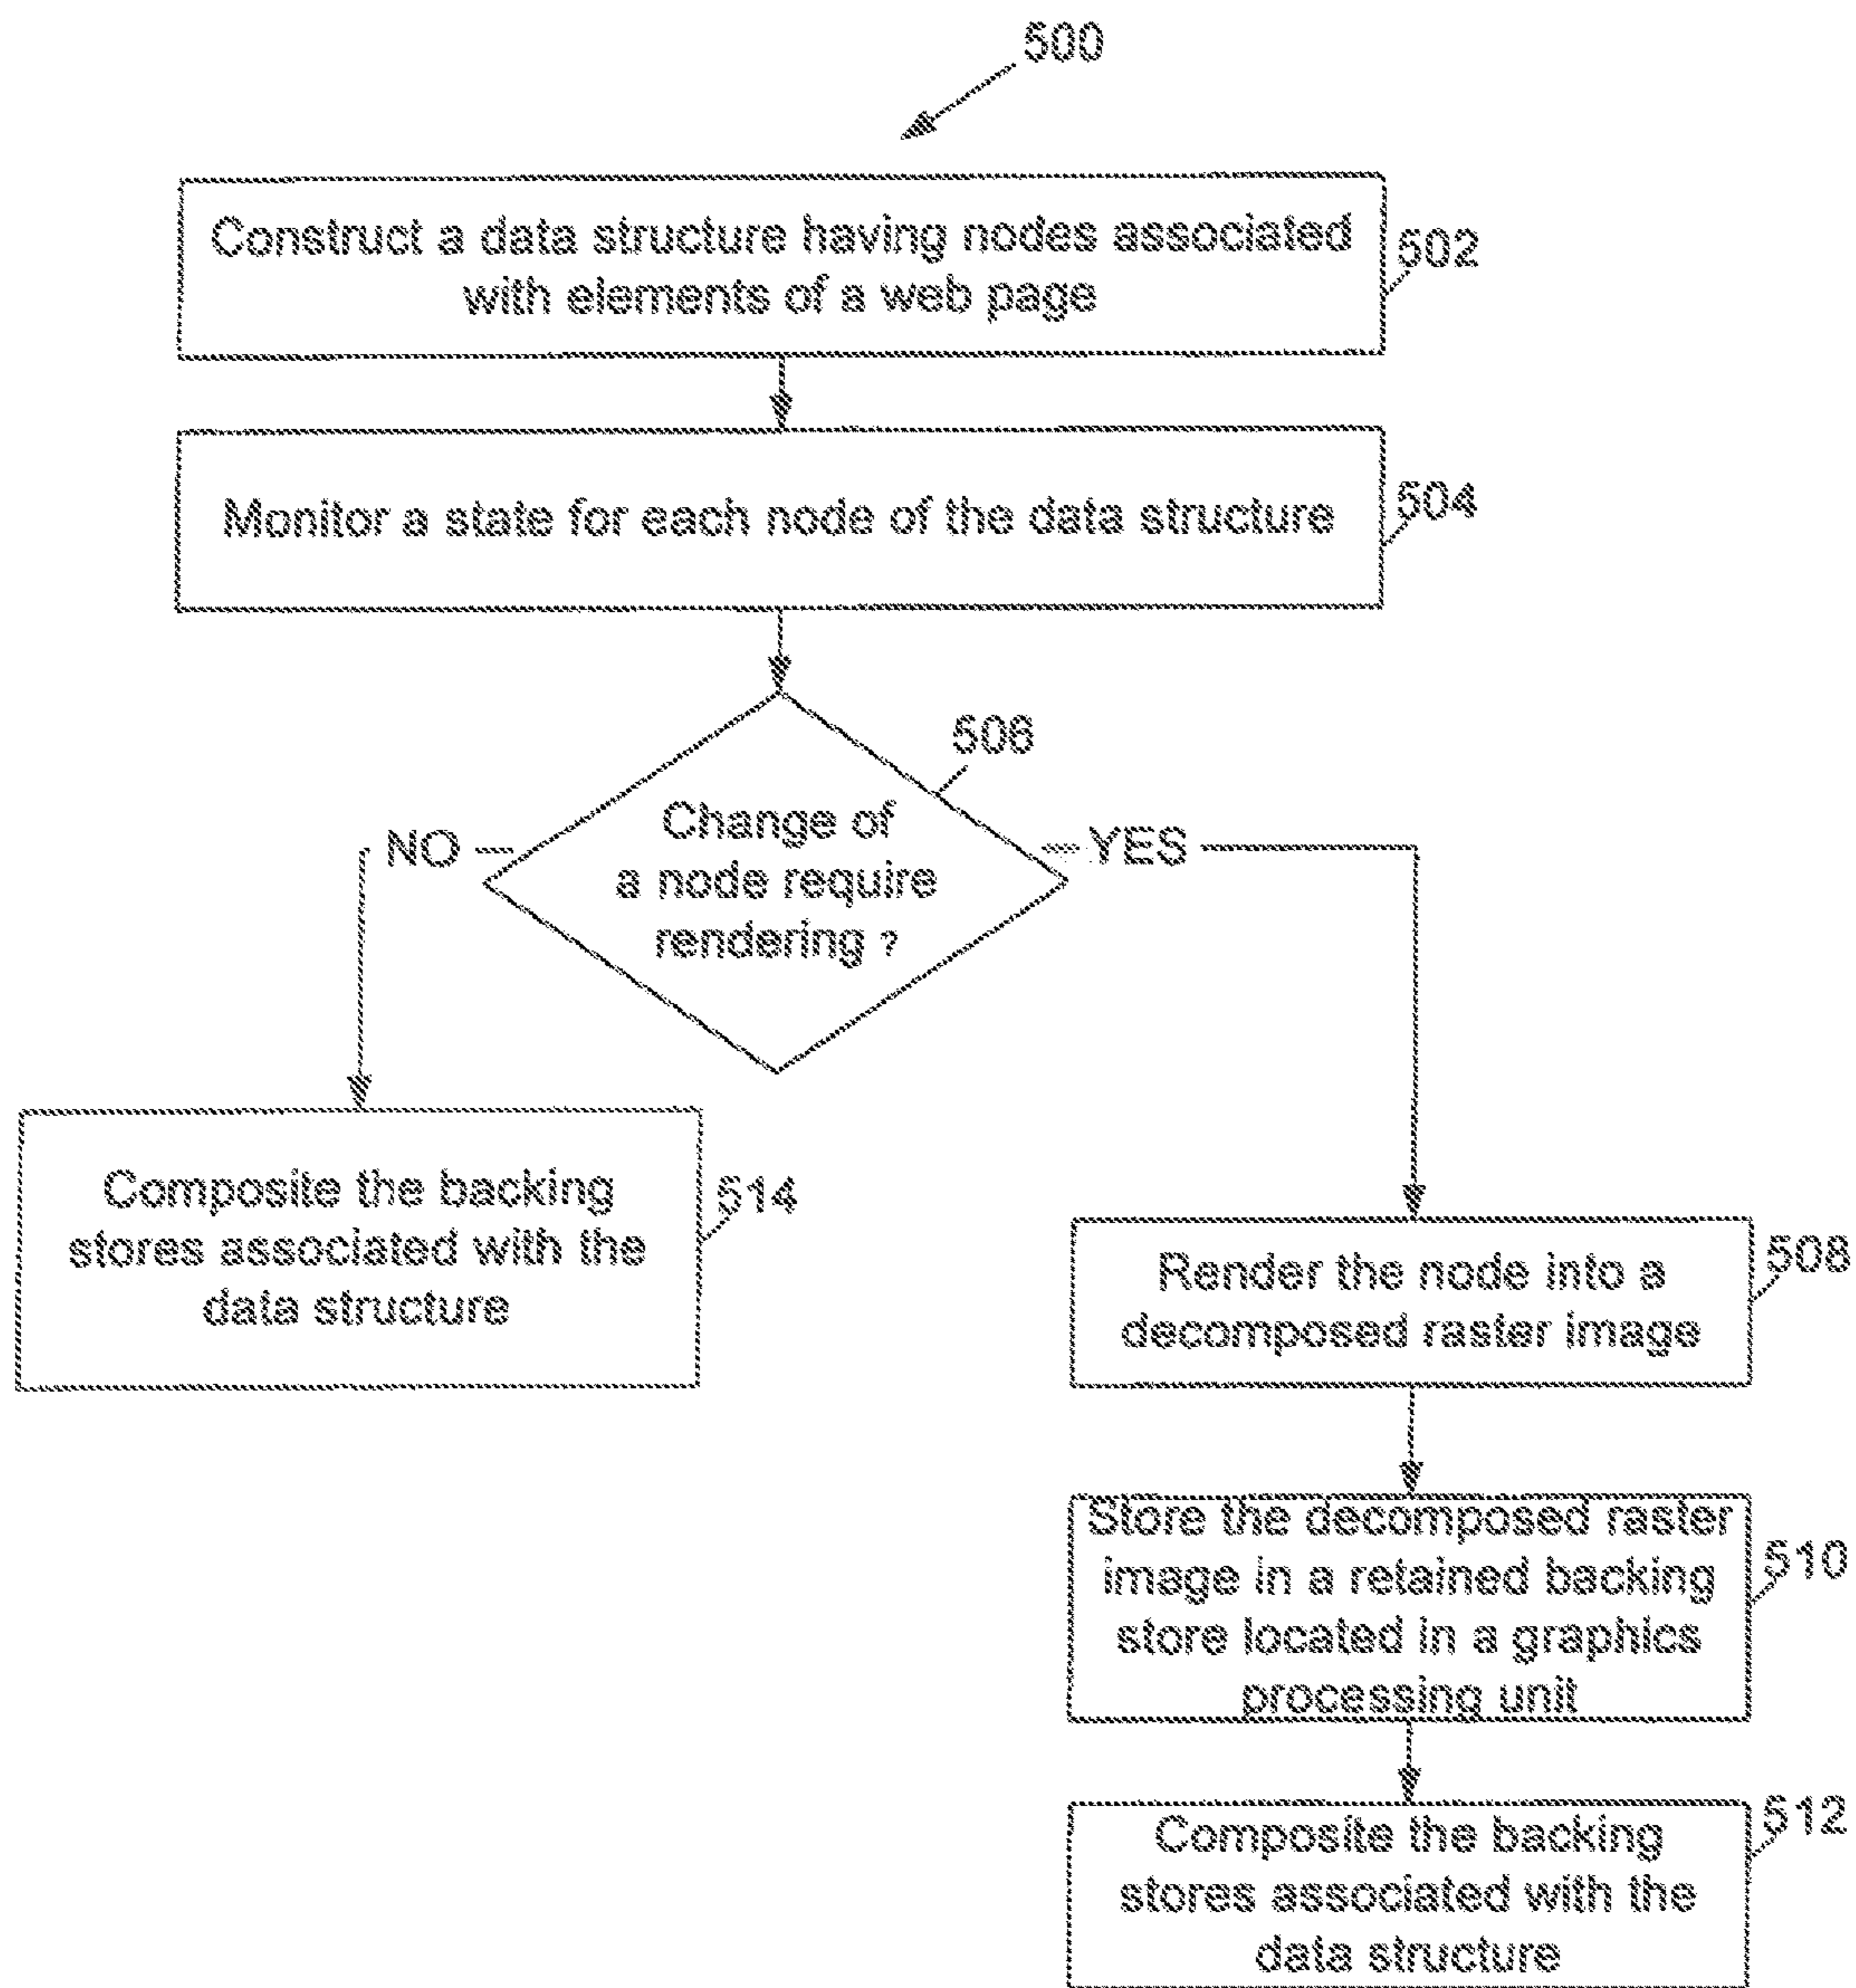 500
Construct a data structure having nodes associated
with elements of a web page
502
Monitor a state for each node of the data structure
504
506
Change of
a node require
rendering ?
NO
YES
Composite the backing
stores associated with the
data structure
514
Render the node into a
decomposed raster image
508
Store the decomposed raster
image in a retained backing
store located in a graphics
processing unit
510
Composite the backing
stores associated with the
data structure
512